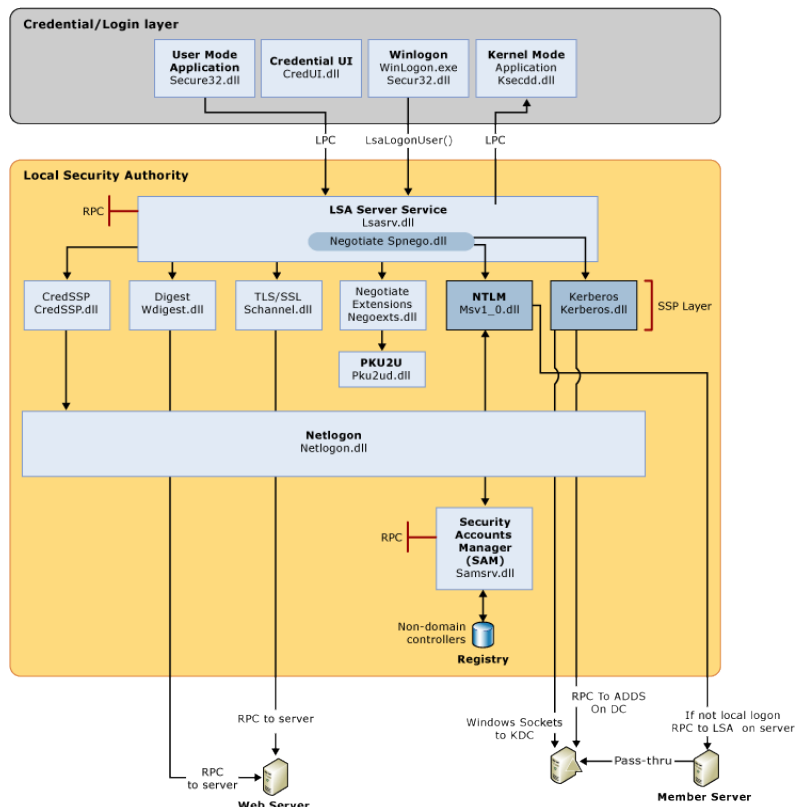 Credential/Login layer
User Mode
Application
Secure32.dll
Credential UI
CredUI.dll
Winlogon
WinLogon.exe
Secur32.dll
Kernel Mode
Application
Ksecdd.dll
LPC
LsaLogonUser()
LPC
Local Security Authority
RPC
LSA Server Service
Lsasrv.dll
Negotiate Spnego.dll
CredSSP
CredSSP.dll
Digest
Wdigest.dll
TLS/SSL
Schannel.dll
Negotiate
Extensions
Negoexts.dll
NTLM
Msv1_0.dll
Kerberos
Kerberos.dll
SSP Layer
PKU2U
Pku2ud.dll
Netlogon
Netlogon.dll
RPC
Security
Accounts
Manager
(SAM)
Samsrv.dll
Non-domain
controllers
Registry
RPC to server
Windows Sockets
to KDC
RPC To ADDS
On DC
If not local logon
RPC to LSA on server
RPC
to server
Pass-thru
Web Server
Member Server